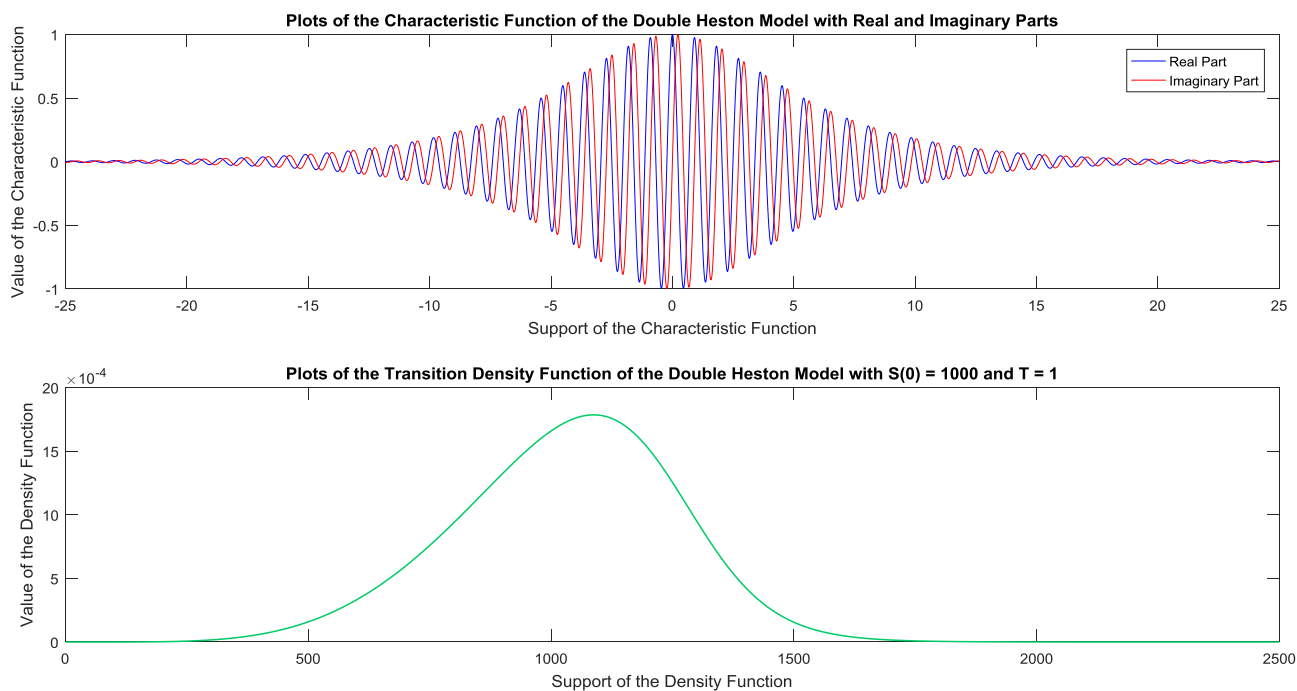 Plots of the Characteristic Function of the Double Heston Model with Real and Imaginary Parts
Value of the Characteristic Function
1
0.5
0
-0.5
-1
Real Part
Imaginary Part
-25 -20 -15 -10 -5 0 5 10 15 20 25
Support of the Characteristic Function
Plots of the Transition Density Function of the Double Heston Model with S(0) = 1000 and T = 1
×10⁻⁴
Value of the Density Function
20
15
10
5
0
0 500 1000 1500 2000 2500
Support of the Density Function